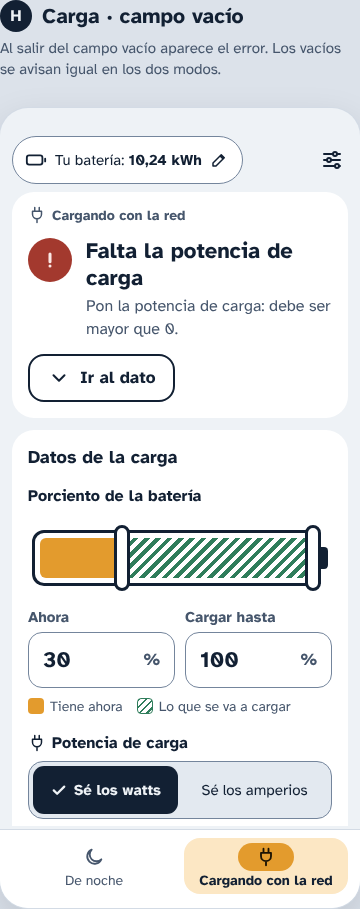 H Carga · campo vacío
Al salir del campo vacío aparece el error. Los vacíos
se avisan igual en los dos modos.
Tu batería: 10,24 kWh
Cargando con la red
Falta la potencia de
carga
Pon la potencia de carga: debe ser
mayor que 0.
Ir al dato
Datos de la carga
Porciento de la batería
Ahora Cargar hasta
30 % 100 %
Tiene ahora Lo que se va a cargar
Potencia de carga
Sé los watts Sé los amperios
De noche Cargando con la red